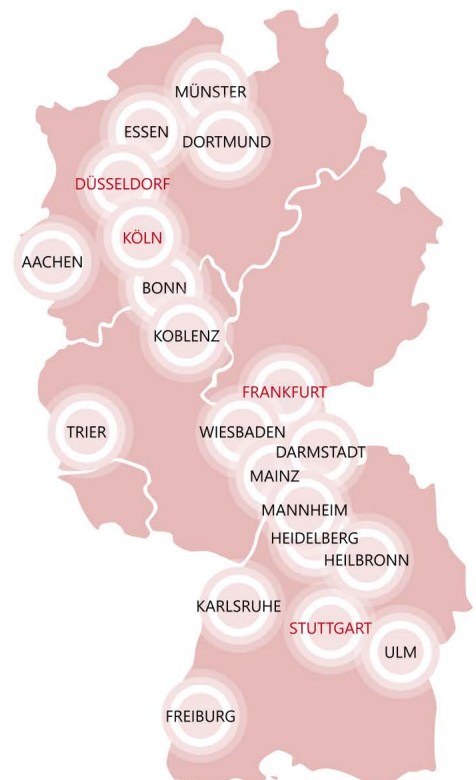 MÜNSTER
ESSEN
DORTMUND
DÜSSELDORF
KÖLN
AACHEN
BONN
KOBLENZ
FRANKFURT
TRIER
WIESBADEN
DARMSTADT
MAINZ
MANNHEIM
HEIDELBERG
HEILBRONN
KARLSRUHE
STUTTGART
ULM
FREIBURG